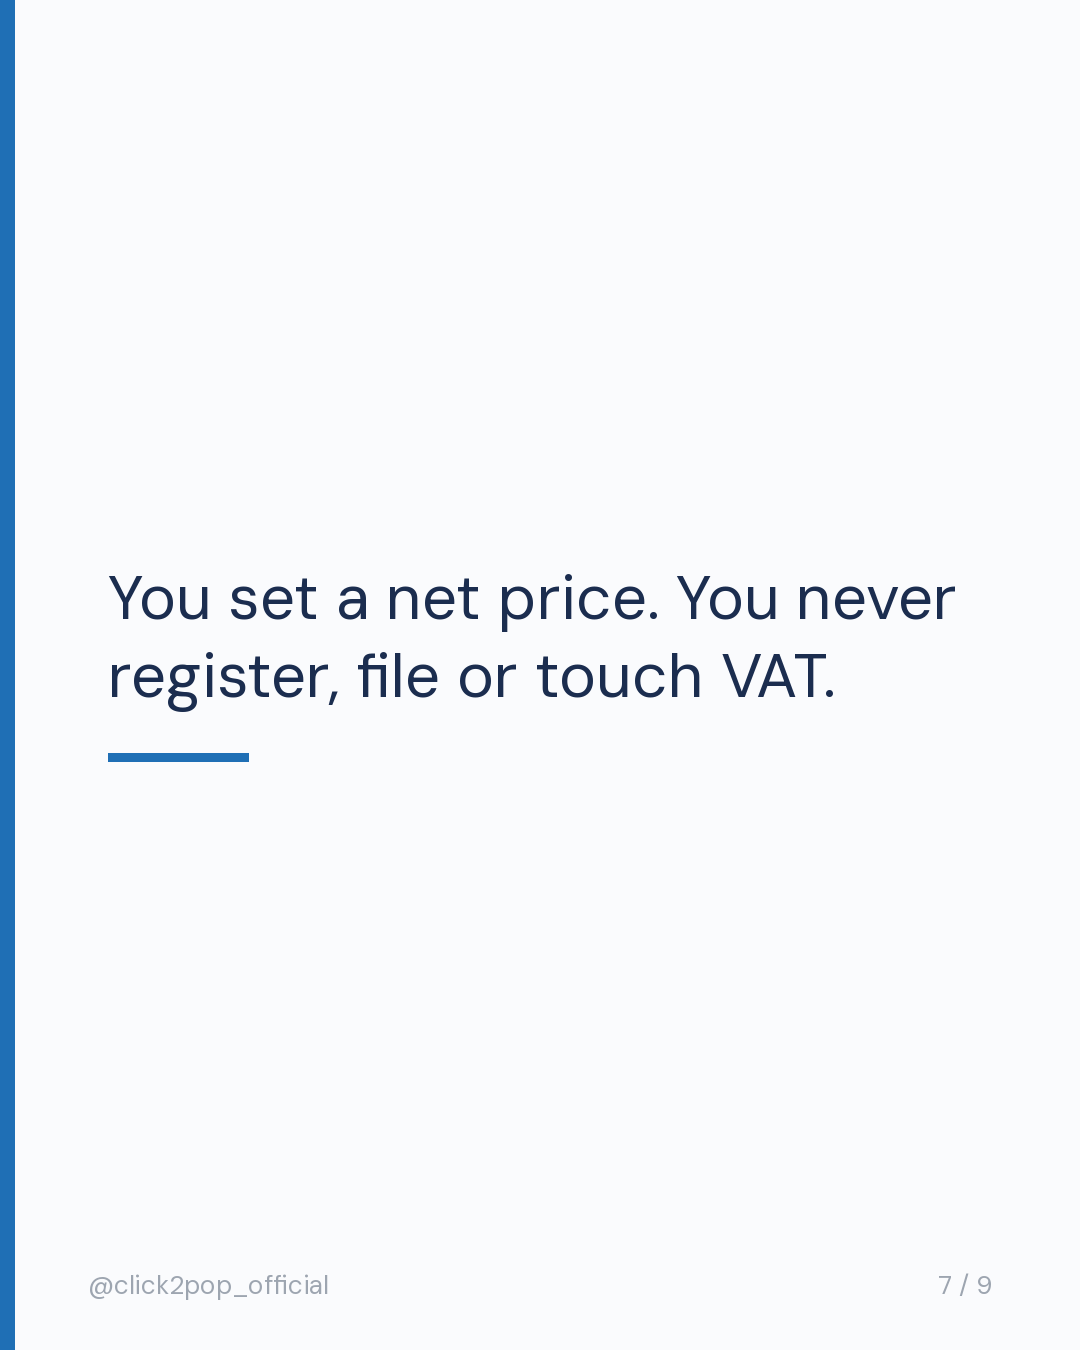 You set a net price. You never
register, file or touch VAT.
@click2pop_official
7 / 9